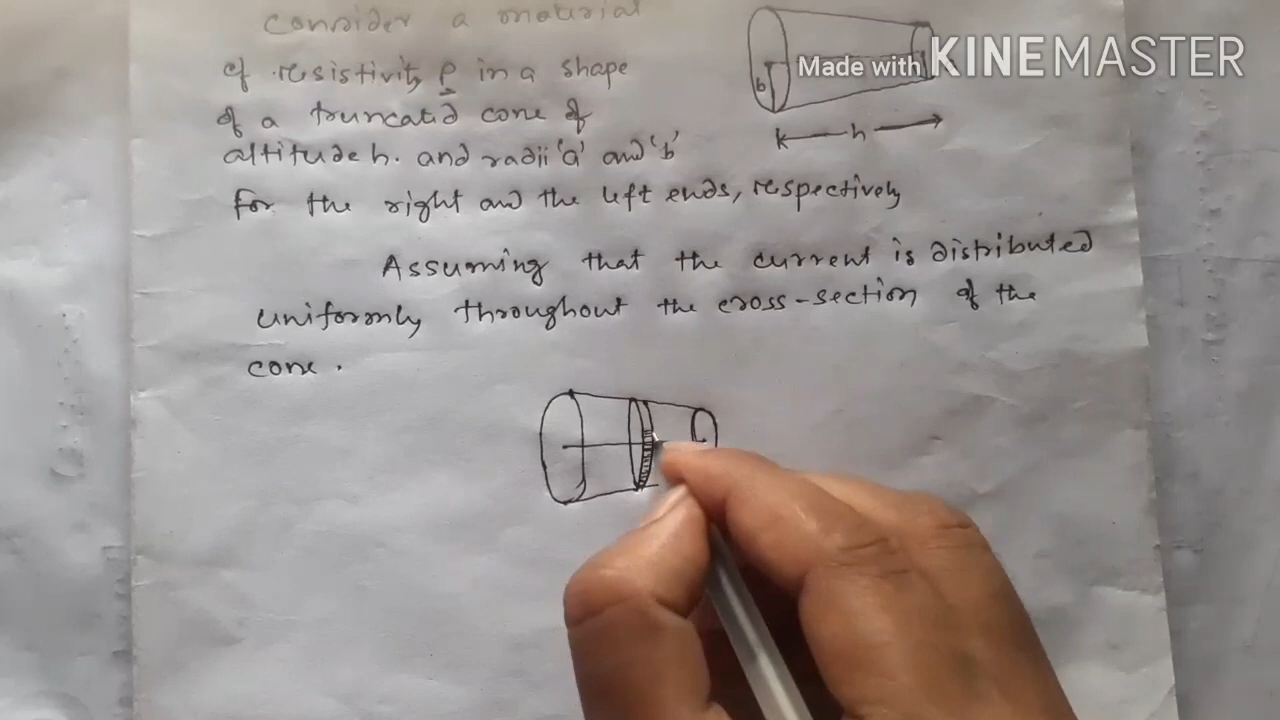 Consider a material
of resistivity ρ in a shape
of a truncated cone of
altitude h. and radii 'a' and 'b'
for the right and the left ends, respectively
Assuming that the current is distributed
uniformly throughout the cross-section of the
cone.
b
h
Made with KINEMASTER